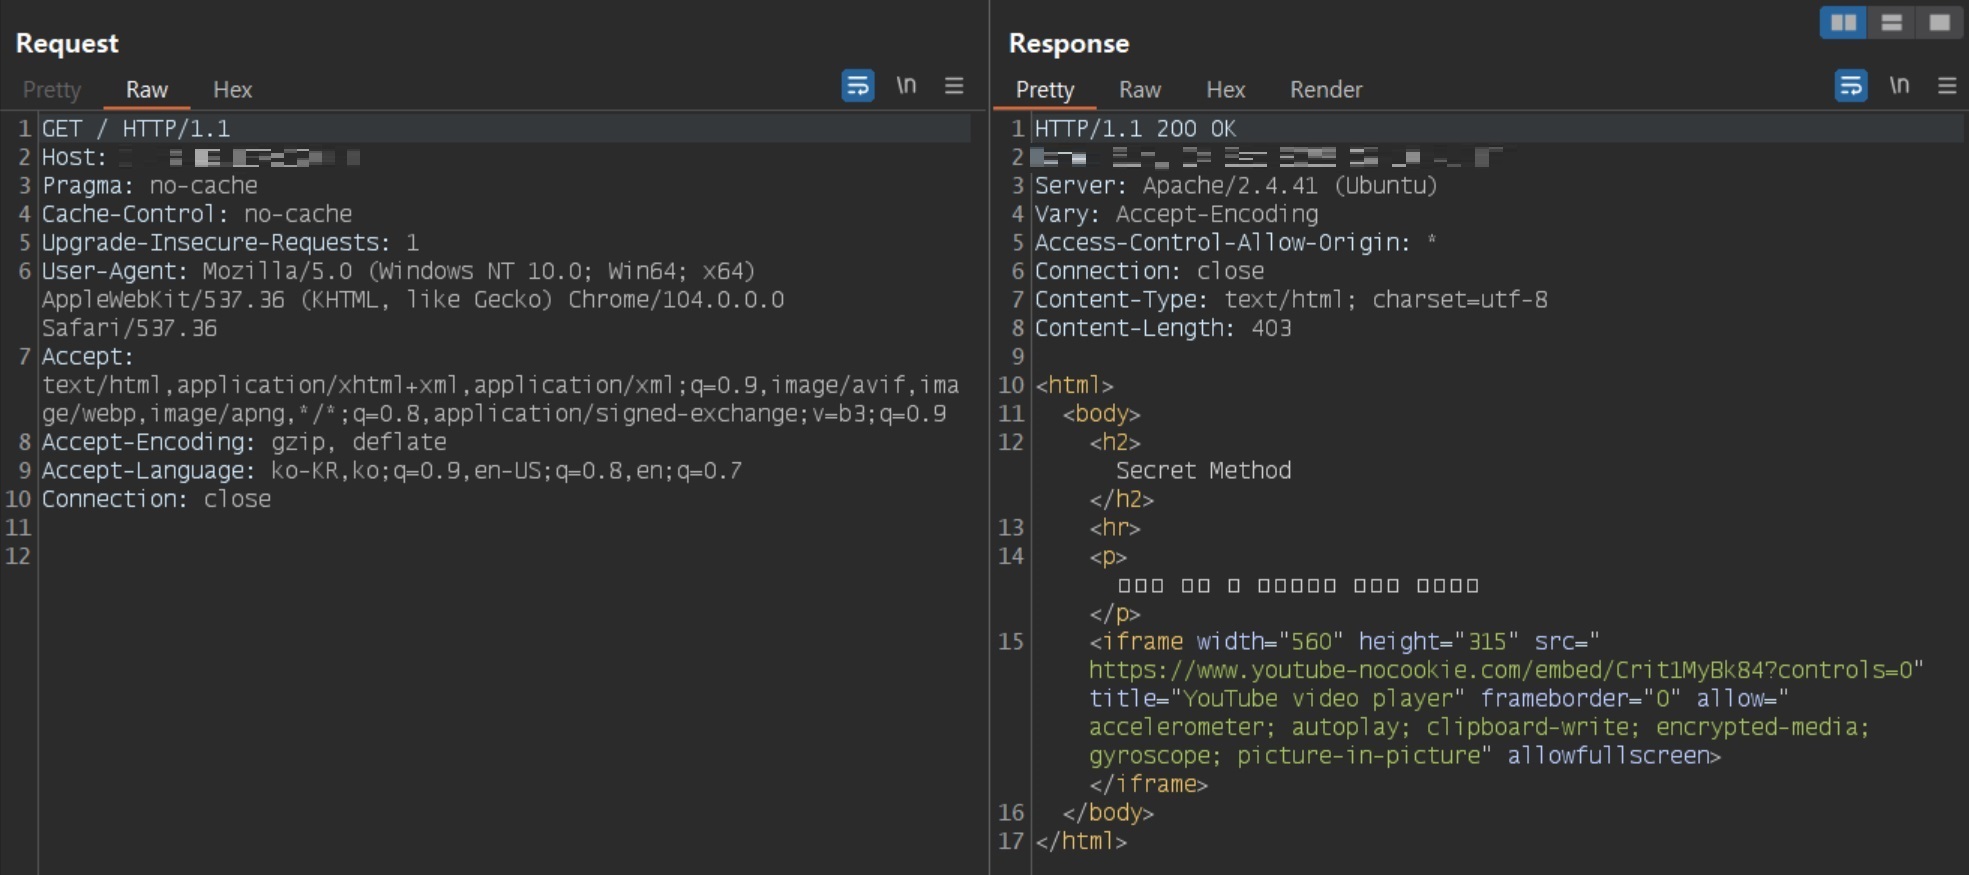 Request
Pretty Raw Hex
\n
1 GET / HTTP/1.1
2 Host:
3 Pragma: no-cache
4 Cache-Control: no-cache
5 Upgrade-Insecure-Requests: 1
6 User-Agent: Mozilla/5.0 (Windows NT 10.0; Win64; x64)
AppleWebKit/537.36 (KHTML, like Gecko) Chrome/104.0.0.0
Safari/537.36
7 Accept:
text/html,application/xhtml+xml,application/xml;q=0.9,image/avif,ima
ge/webp,image/apng,*/*;q=0.8,application/signed-exchange;v=b3;q=0.9
8 Accept-Encoding: gzip, deflate
9 Accept-Language: ko-KR,ko;q=0.9,en-US;q=0.8,en;q=0.7
10 Connection: close
11
12
Response
Pretty Raw Hex Render
\n
1 HTTP/1.1 200 OK
2
3 Server: Apache/2.4.41 (Ubuntu)
4 Vary: Accept-Encoding
5 Access-Control-Allow-Origin: *
6 Connection: close
7 Content-Type: text/html; charset=utf-8
8 Content-Length: 403
9
10 <html>
11 <body>
12 <h2>
Secret Method
</h2>
13 <hr>
14 <p>
</p>
15 <iframe width="560" height="315" src="
https://www.youtube-nocookie.com/embed/Crit1MyBk84?controls=0"
title="YouTube video player" frameborder="0" allow="
accelerometer; autoplay; clipboard-write; encrypted-media;
gyroscope; picture-in-picture" allowfullscreen>
</iframe>
16 </body>
17 </html>